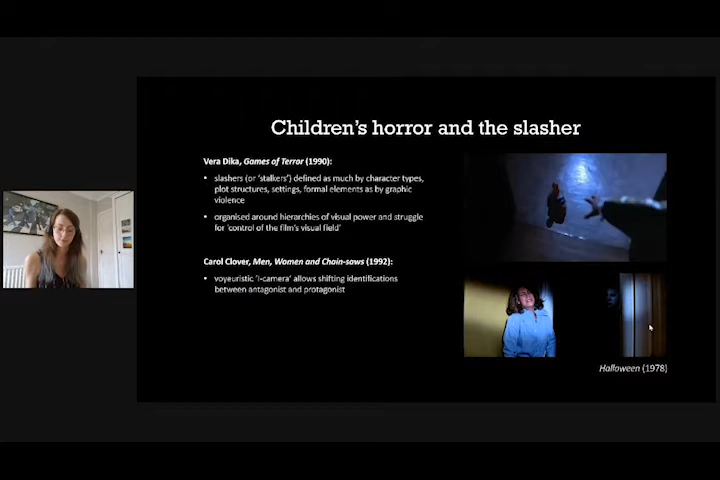 Children's horror and the slasher
Vera Dika, Games of Terror (1990):
• slashers (or 'stalkers') defined as much by character types,
plot structures, settings, formal elements as by graphic
violence
• organised around hierarchies of visual power and struggle
for 'control of the film's visual field'
Carol Clover, Men, Women and Chain-saws (1992):
• voyeuristic 'I-camera' allows shifting identifications
between antagonist and protagonist
Halloween (1978)